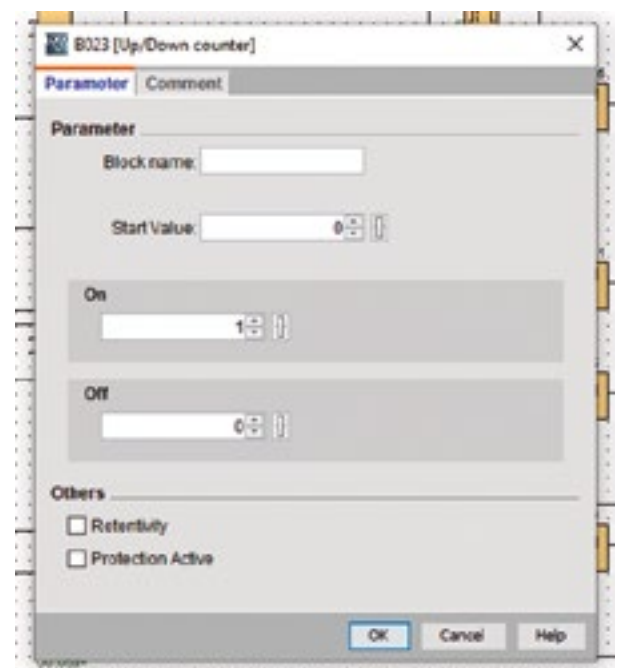 B023 [Up/Down counter]
Parameter Comment
Parameter
Block name:
Start Value: 0
On
1
Off
0
Others
Retentivity
Protection Active
OK Cancel Help